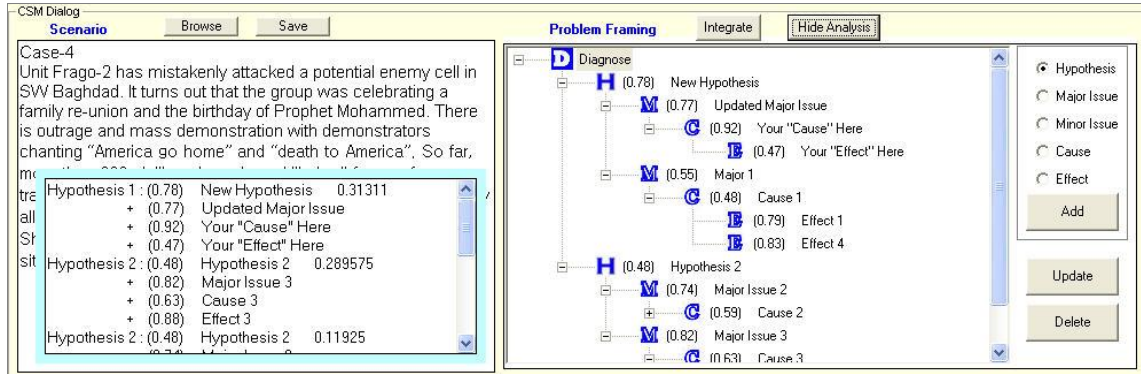 CSM Dialog
Scenario Browse Save
Case-4
Unit Frago-2 has mistakenly attacked a potential enemy cell in
SW Baghdad. It turns out that the group was celebrating a
family re-union and the birthday of Prophet Mohammed. There
is outrage and mass demonstration with demonstrators
chanting “America go home” and “death to America”, So far,
Hypothesis 1 : (0.78) New Hypothesis 0.31311
+ (0.77) Updated Major Issue
+ (0.92) Your "Cause" Here
+ (0.47) Your "Effect" Here
Hypothesis 2 : (0.48) Hypothesis 2 0.289575
+ (0.82) Major Issue 3
+ (0.63) Cause 3
+ (0.88) Effect 3
Hypothesis 2 : (0.48) Hypothesis 2 0.11925
Problem Framing Integrate Hide Analysis
D Diagnose
H (0.78) New Hypothesis
M (0.77) Updated Major Issue
C (0.92) Your "Cause" Here
E (0.47) Your "Effect" Here
M (0.55) Major 1
C (0.48) Cause 1
E (0.79) Effect 1
E (0.83) Effect 4
H (0.48) Hypothesis 2
M (0.74) Major Issue 2
C (0.59) Cause 2
M (0.82) Major Issue 3
C (0.63) Cause 3
Hypothesis
Major Issue
Minor Issue
Cause
Effect
Add
Update
Delete